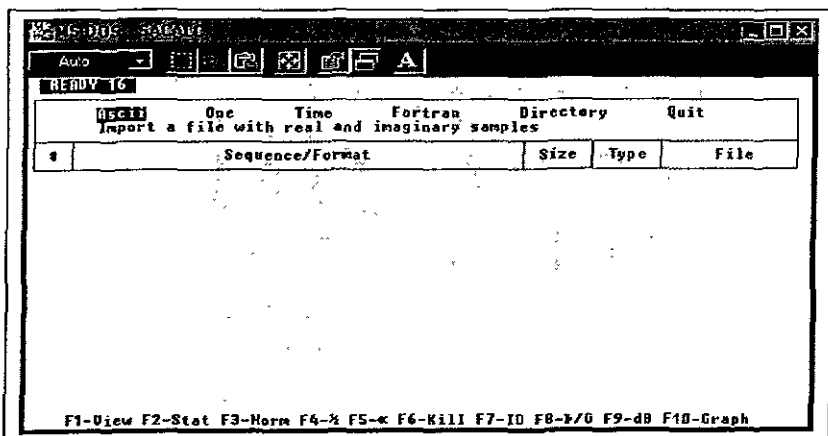 MS-DOS
Auto
A
READY 16
Ascii One Time Fortran Directory Quit
Import a file with real and imaginary samples
# Sequence/Format Size Type File
F1-View F2-Stat F3-Norm F4-½ F5-« F6-Kill F7-ID F8- F9-dB F10-Graph